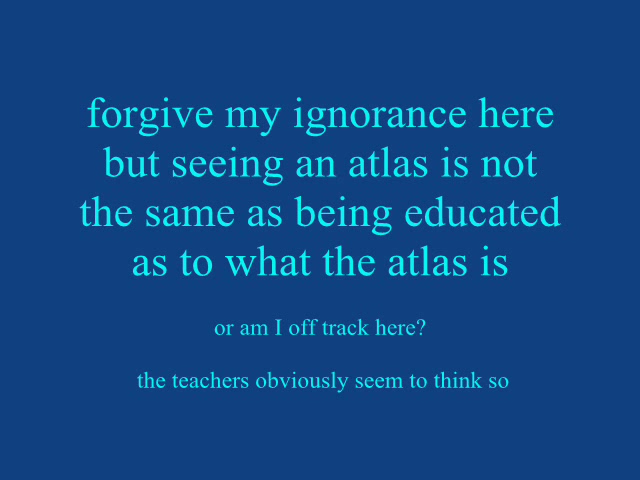 forgive my ignorance here
but seeing an atlas is not
the same as being educated
as to what the atlas is
or am I off track here?
the teachers obviously seem to think so